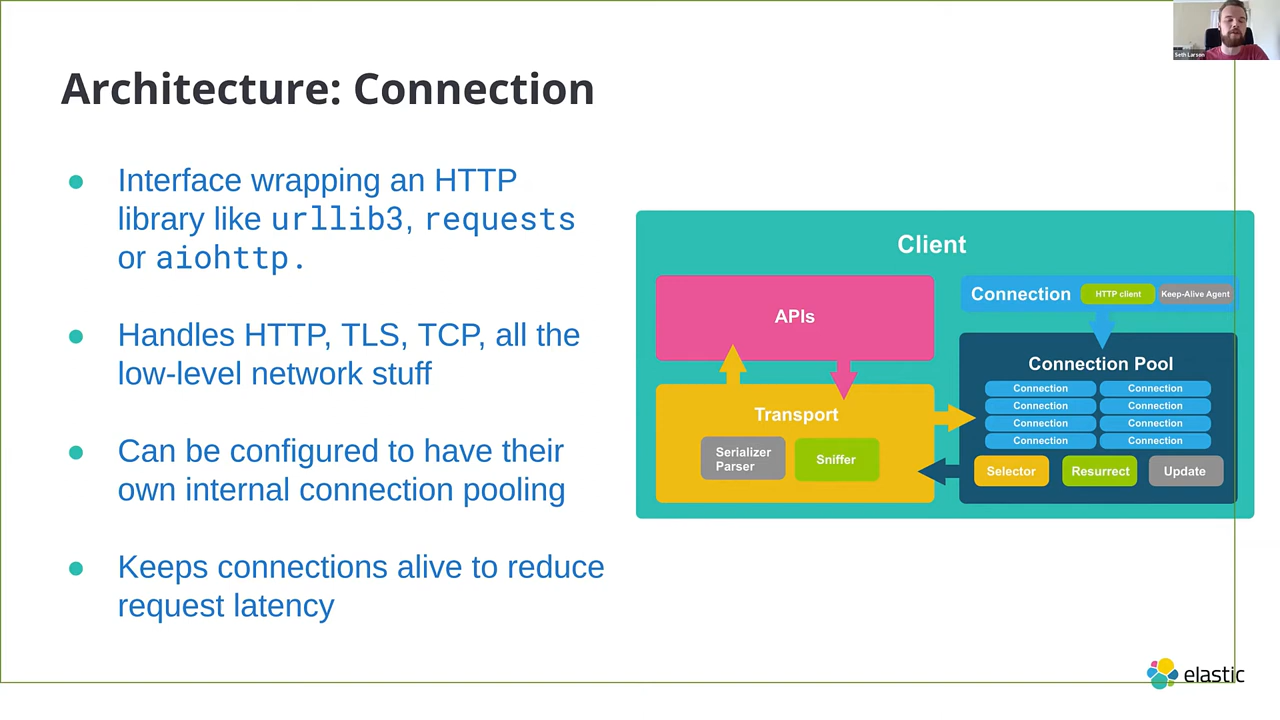 Seth Larson
Architecture: Connection
● Interface wrapping an HTTP
library like urllib3, requests
or aiohttp.
● Handles HTTP, TLS, TCP, all the
low-level network stuff
● Can be configured to have their
own internal connection pooling
● Keeps connections alive to reduce
request latency
Client
APIs
Transport
Serializer
Parser
Sniffer
Connection
HTTP client
Keep-Alive Agent
Connection Pool
Connection Connection
Connection Connection
Connection Connection
Connection Connection
Selector
Resurrect
Update
elastic